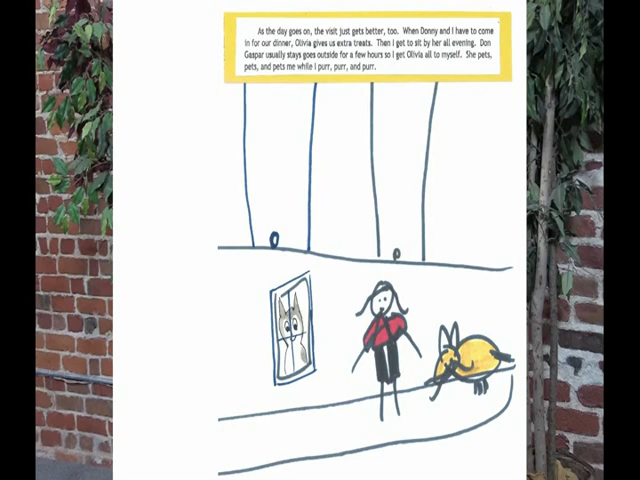 As the day goes on, the visit just gets better, too. When Donny and I have to come
in for our dinner, Olivia gives us extra treats. Then I get to sit by her all evening. Don
Gaspar usually stays goes outside for a few hours so I get Olivia all to myself. She pets,
pets, and pets me while I purr, purr, and purr.